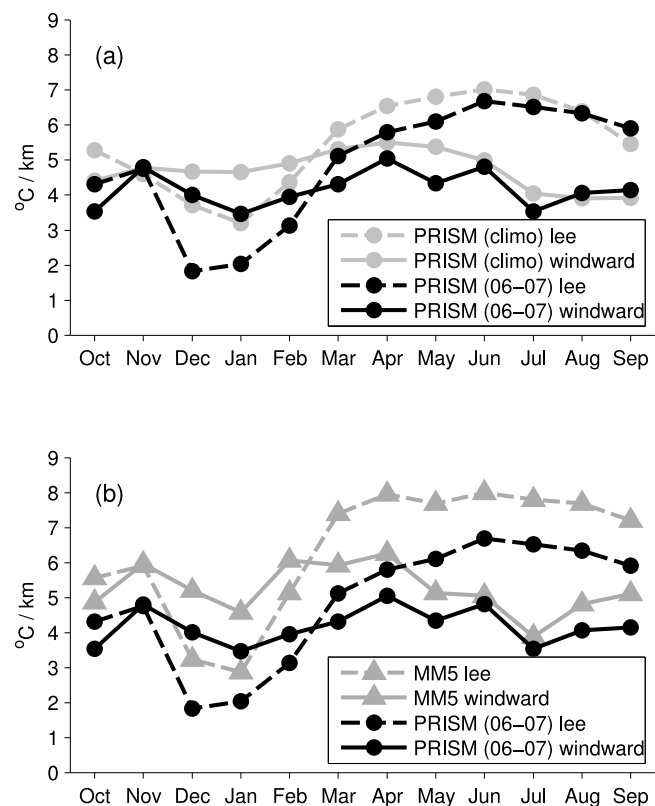 9
8
7
6
5
4
3
2
1
0
°C / km
(a)
PRISM (climo) lee
PRISM (climo) windward
PRISM (06−07) lee
PRISM (06−07) windward
Oct Nov Dec Jan Feb Mar Apr May Jun Jul Aug Sep
9
8
7
6
5
4
3
2
1
0
°C / km
(b)
MM5 lee
MM5 windward
PRISM (06−07) lee
PRISM (06−07) windward
Oct Nov Dec Jan Feb Mar Apr May Jun Jul Aug Sep